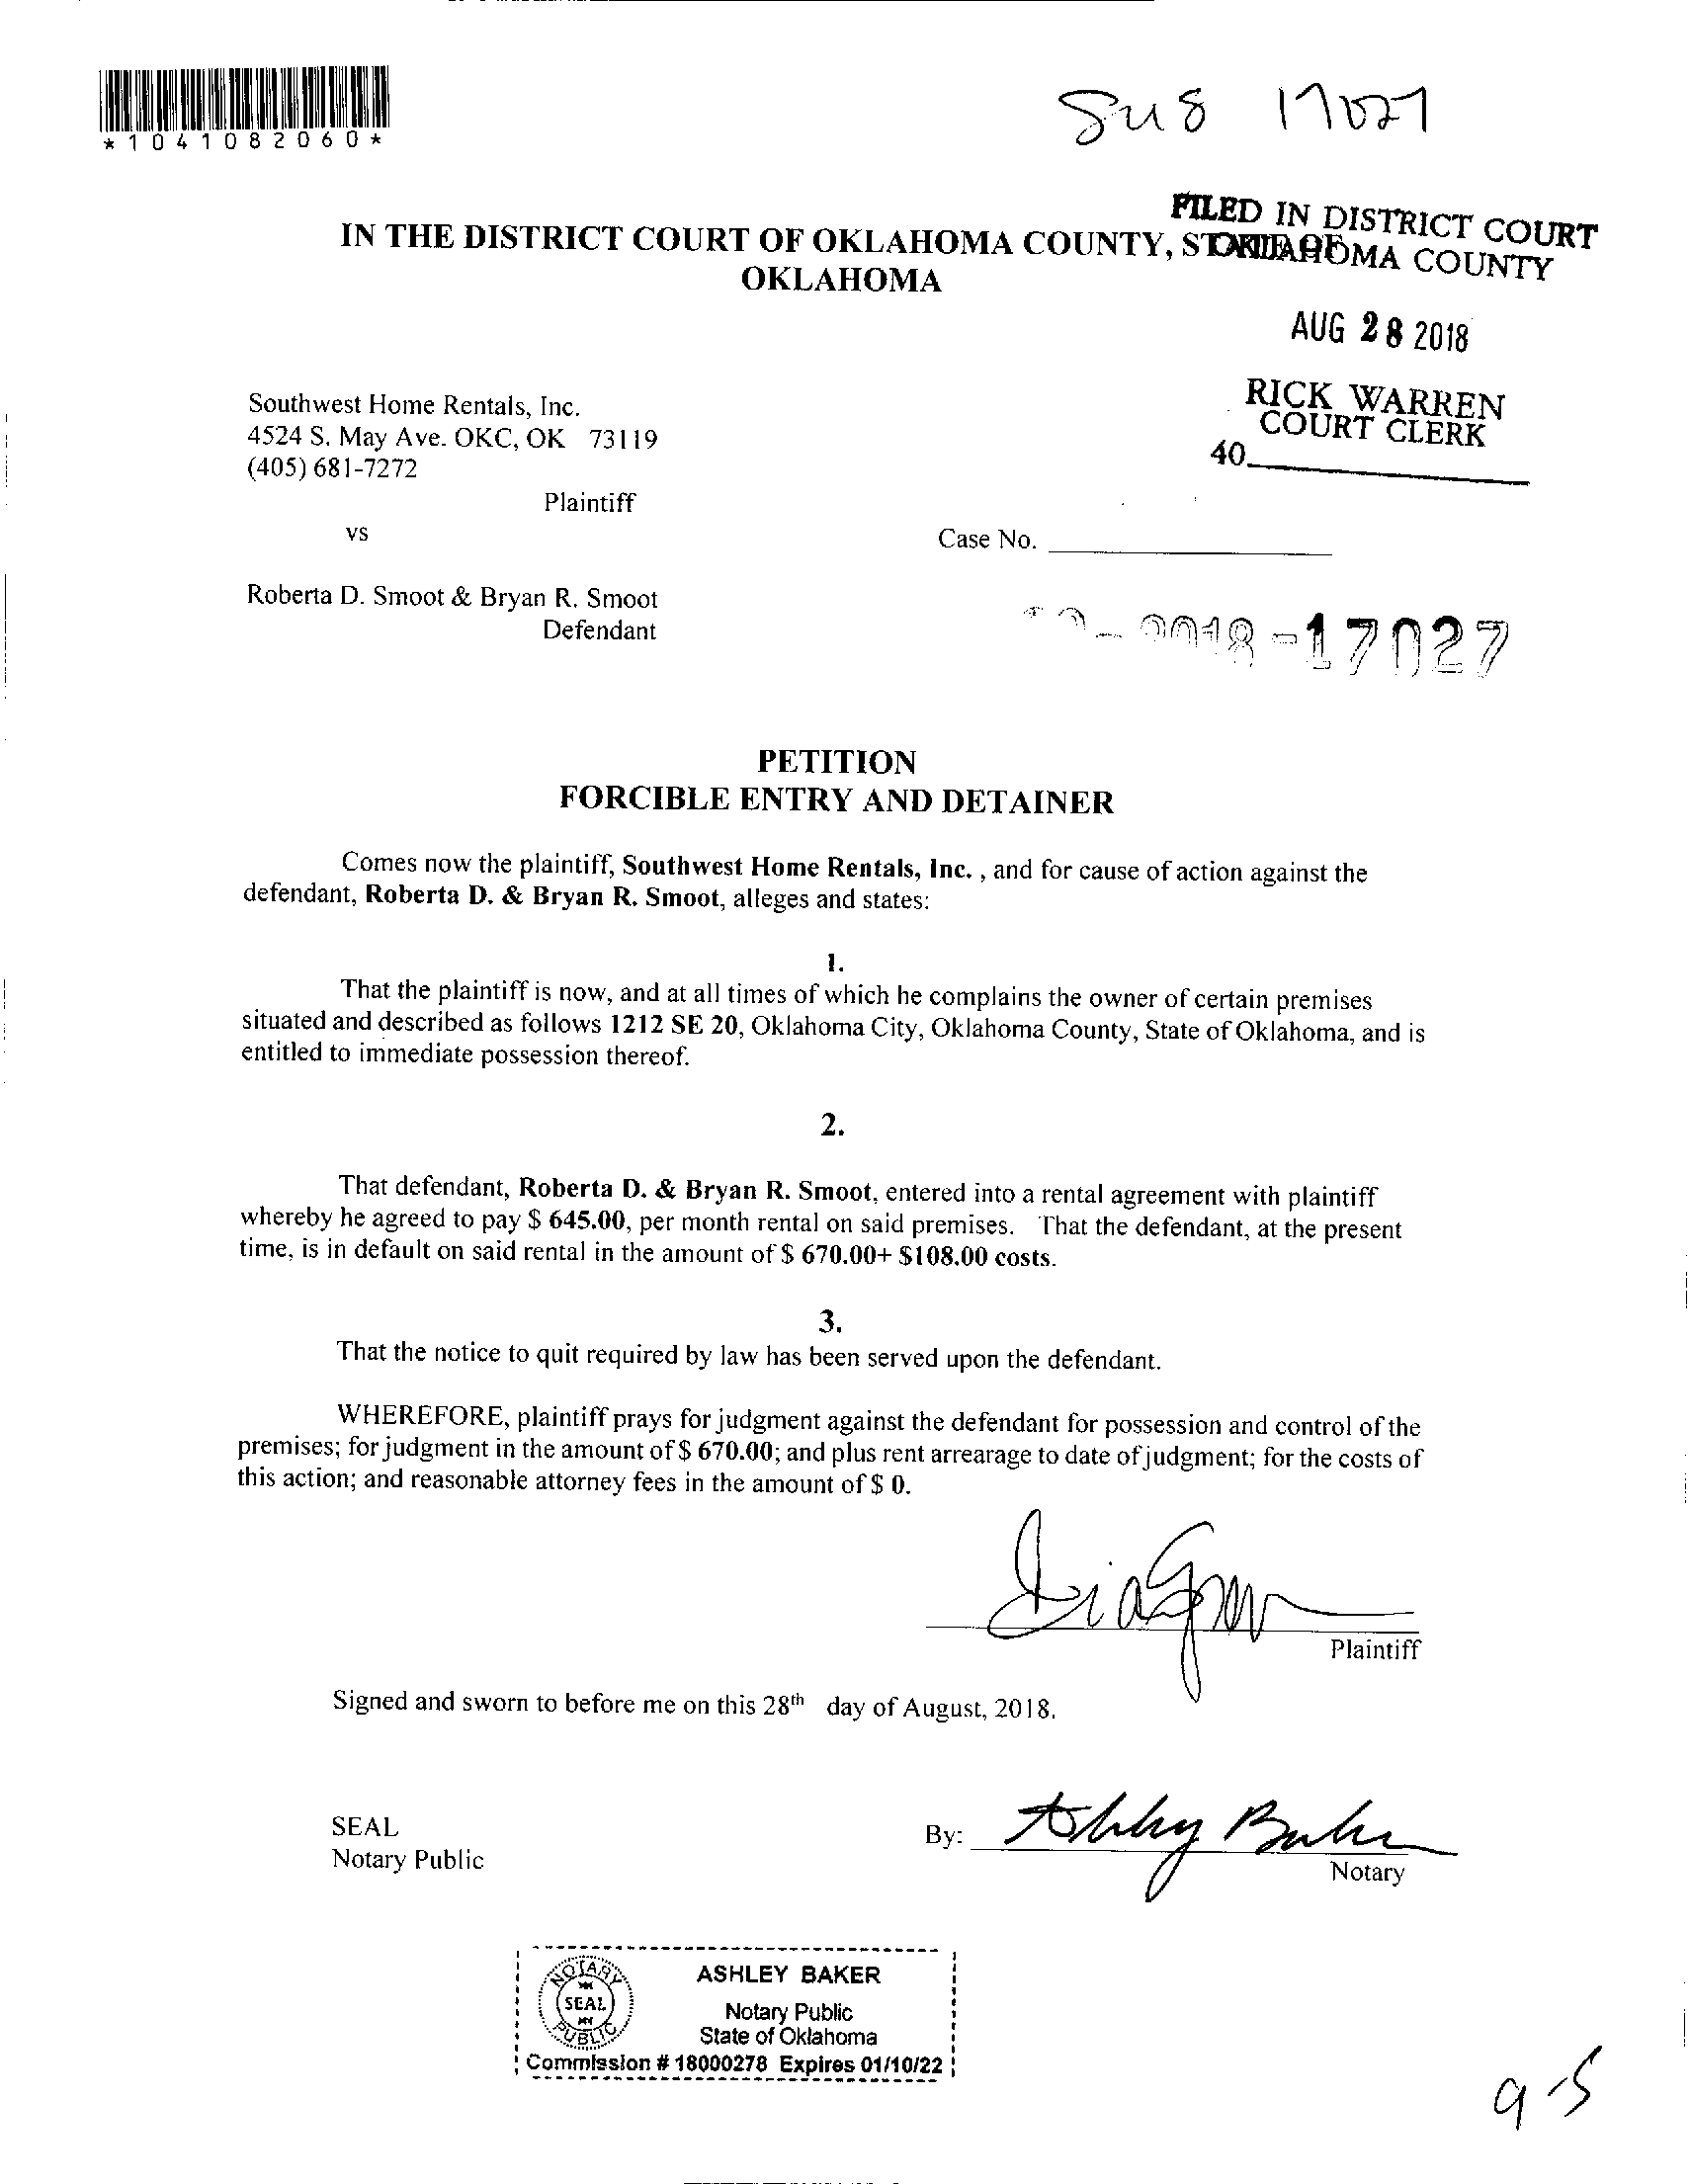 *1041082060*
17027
FILED IN DISTRICT COURT
OKLAHOMA COUNTY
IN THE DISTRICT COURT OF OKLAHOMA COUNTY, STATE OF
OKLAHOMA
AUG 28 2018
RICK WARREN
COURT CLERK
40
Southwest Home Rentals, Inc.
4524 S. May Ave. OKC, OK 73119
(405) 681-7272
Plaintiff
vs
Case No.
Roberta D. Smoot & Bryan R. Smoot
Defendant
-2018-17027
PETITION
FORCIBLE ENTRY AND DETAINER
Comes now the plaintiff, Southwest Home Rentals, Inc. , and for cause of action against the
defendant, Roberta D. & Bryan R. Smoot, alleges and states:
1.
That the plaintiff is now, and at all times of which he complains the owner of certain premises
situated and described as follows 1212 SE 20, Oklahoma City, Oklahoma County, State of Oklahoma, and is
entitled to immediate possession thereof.
2.
That defendant, Roberta D. & Bryan R. Smoot, entered into a rental agreement with plaintiff
whereby he agreed to pay $ 645.00, per month rental on said premises. That the defendant, at the present
time, is in default on said rental in the amount of $ 670.00+ $108.00 costs.
3.
That the notice to quit required by law has been served upon the defendant.
WHEREFORE, plaintiff prays for judgment against the defendant for possession and control of the
premises; for judgment in the amount of $ 670.00; and plus rent arrearage to date of judgment; for the costs of
this action; and reasonable attorney fees in the amount of $ 0.
Plaintiff
Signed and sworn to before me on this 28th day of August, 2018.
SEAL
Notary Public
By: Ashley Baker
Notary
NOTARY
SEAL
PUBLIC
ASHLEY BAKER
Notary Public
State of Oklahoma
Commission # 18000278 Expires 01/10/22
9-5